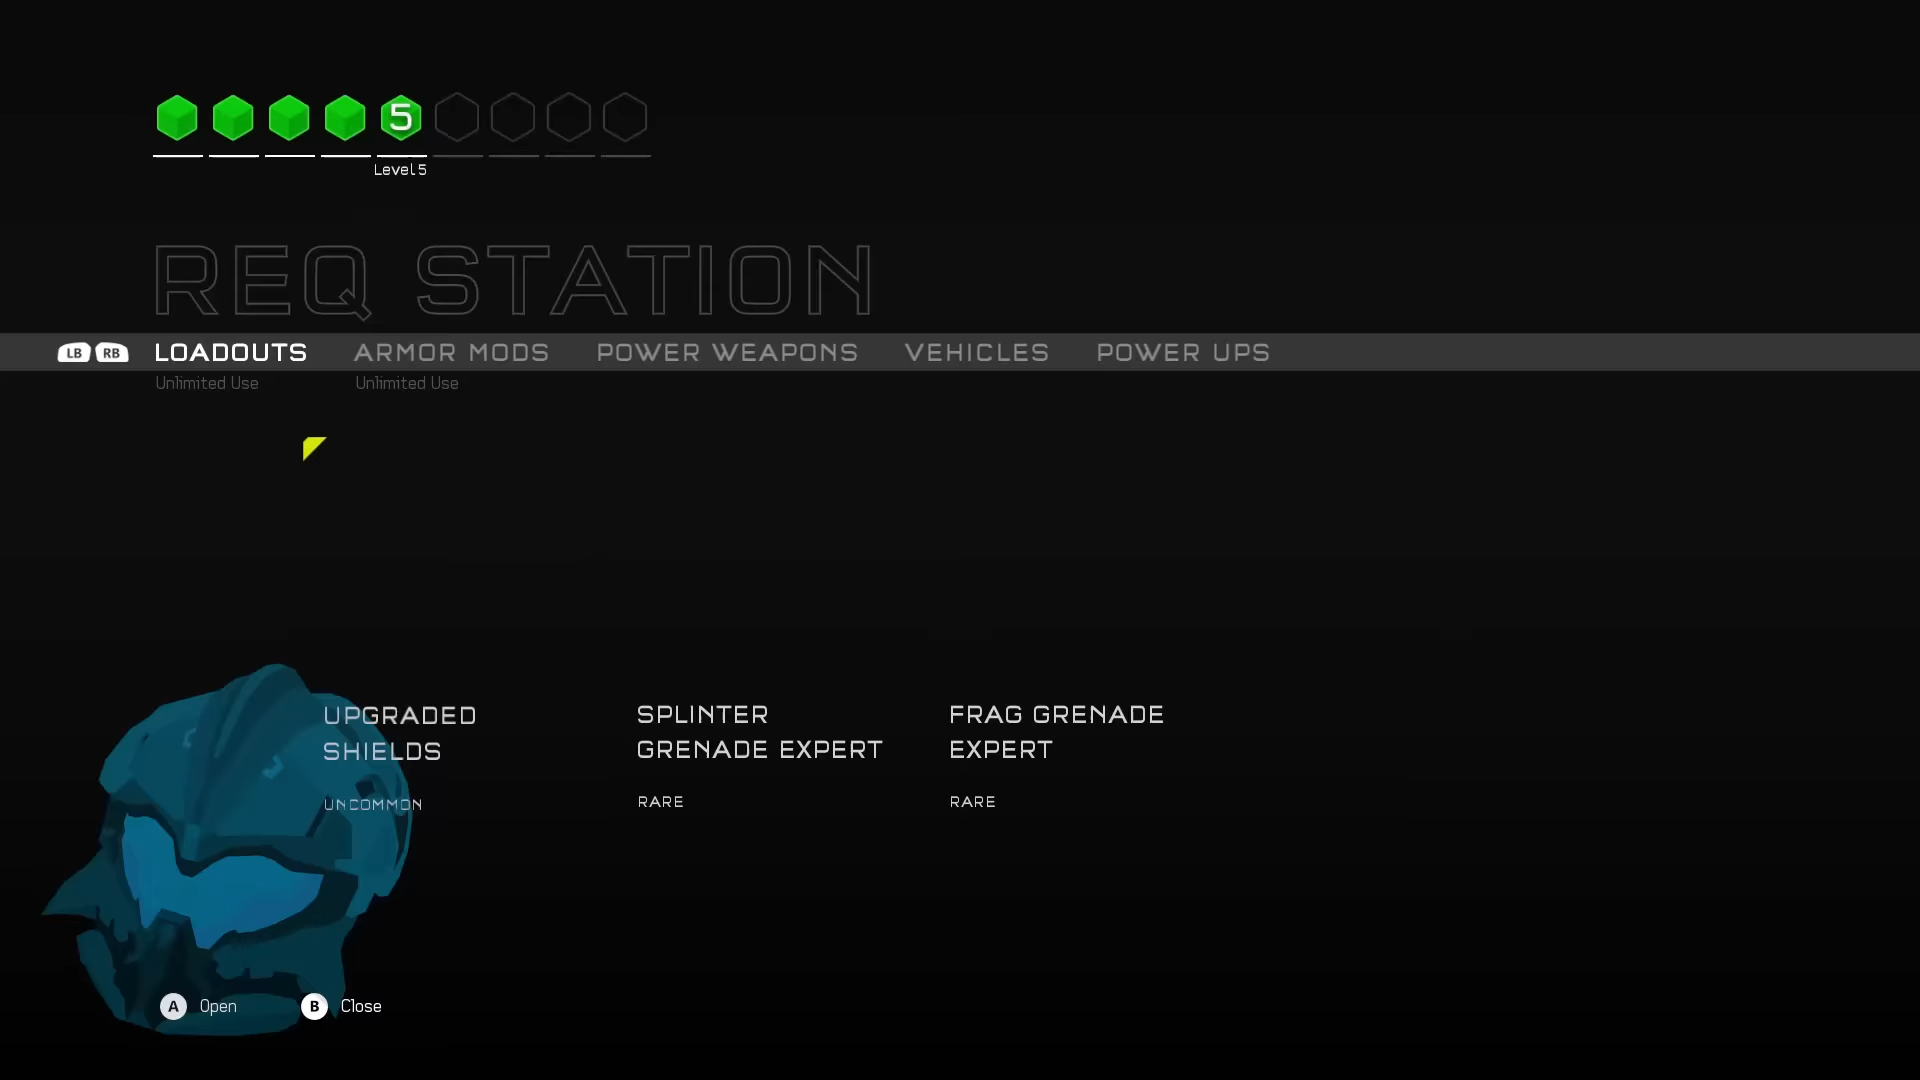 5
Level 5
REQ STATION
LB RB LOADOUTS ARMOR MODS POWER WEAPONS VEHICLES POWER UPS
Unlimited Use Unlimited Use
UPGRADED SHIELDS
UNCOMMON
SPLINTER
GRENADE EXPERT
RARE
FRAG GRENADE
EXPERT
RARE
A Open B Close